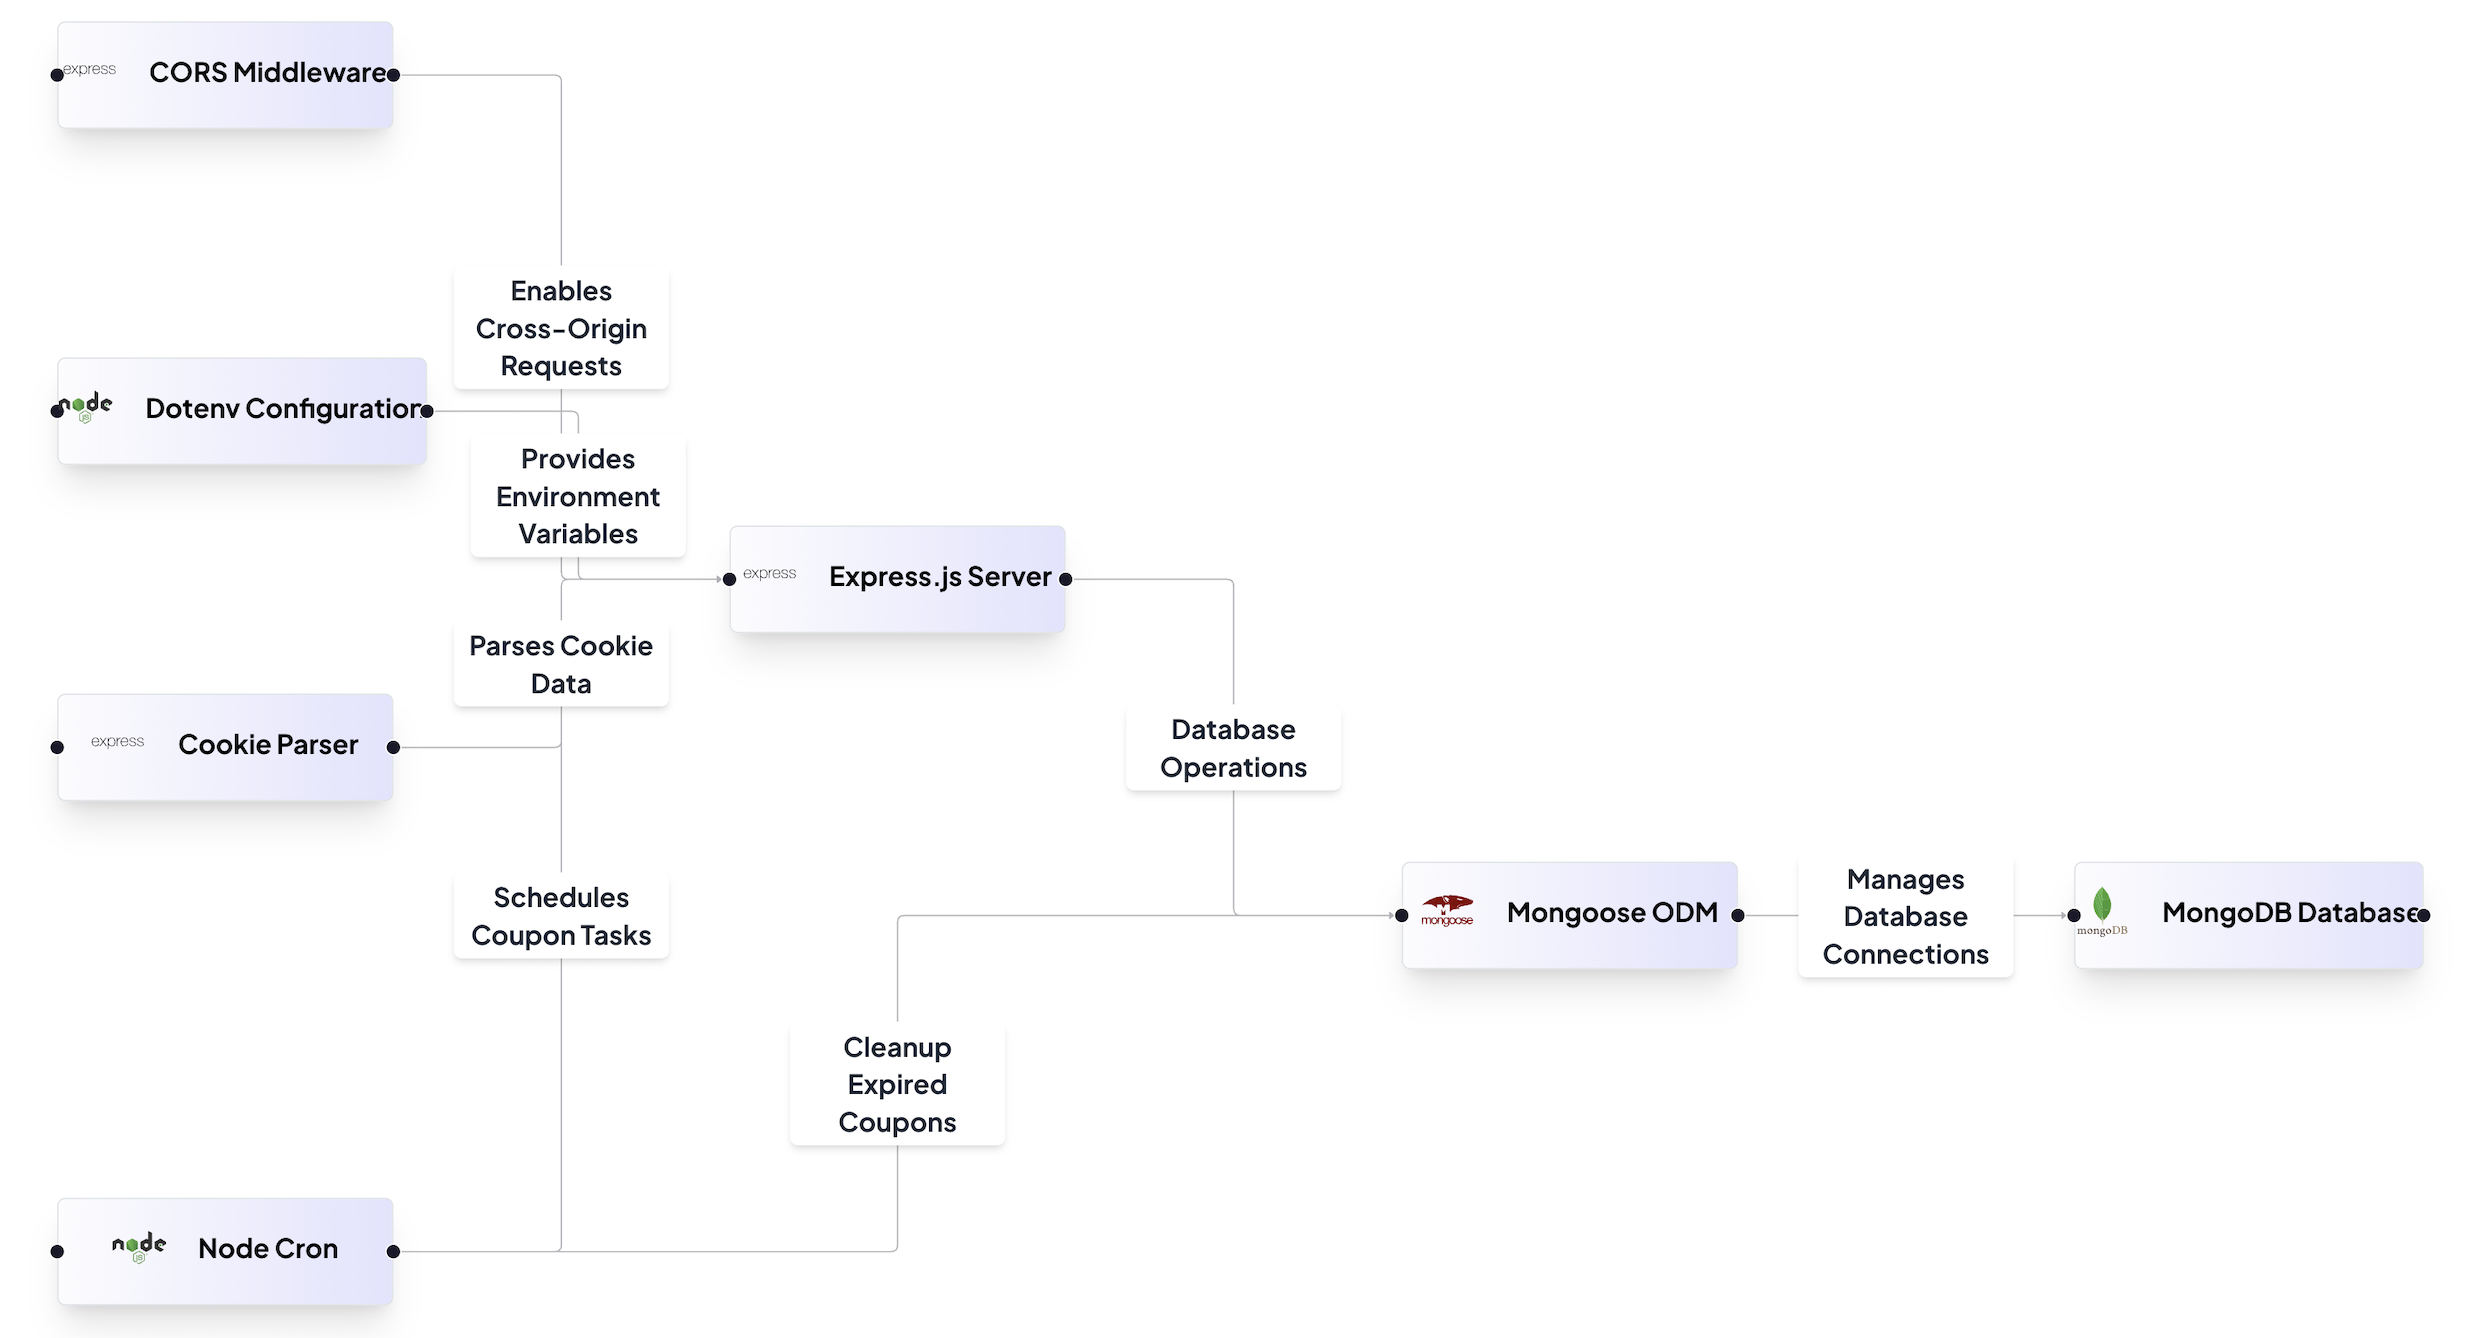 express
CORS Middleware
Enables
Cross-Origin
Requests
node
JS
Dotenv Configuration
Provides
Environment
Variables
express
Express.js Server
Parses Cookie
Data
express
Cookie Parser
Database
Operations
Schedules
Coupon Tasks
mongoose
Mongoose ODM
Manages
Database
Connections
mongoDB
MongoDB Database
Cleanup
Expired
Coupons
node
JS
Node Cron